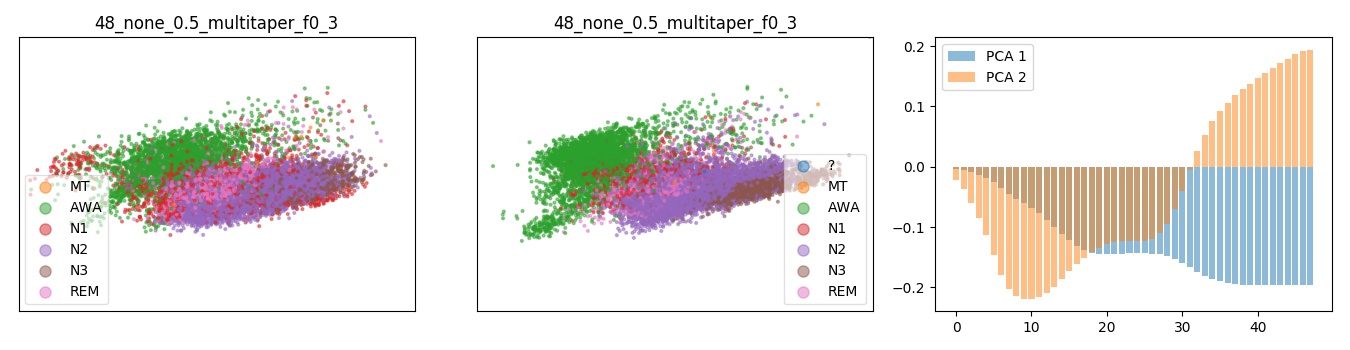 48_none_0.5_multitaper_f0_3
MT
AWA
N1
N2
N3
REM
48_none_0.5_multitaper_f0_3
?
MT
AWA
N1
N2
N3
REM
PCA 1
PCA 2
0.2
0.1
0.0
−0.1
−0.2
0
10
20
30
40